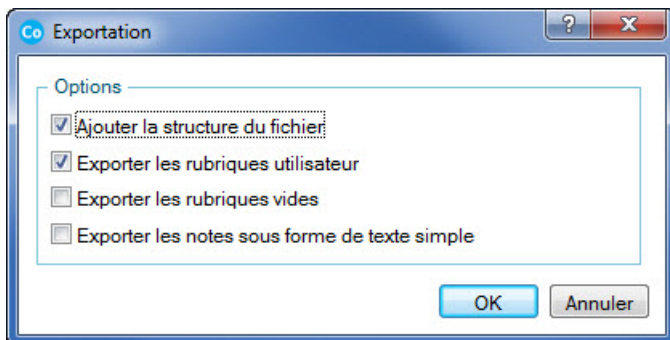 Co Exportation
?
X
Options
Ajouter la structure du fichier
Exporter les rubriques utilisateur
Exporter les rubriques vides
Exporter les notes sous forme de texte simple
OK Annuler